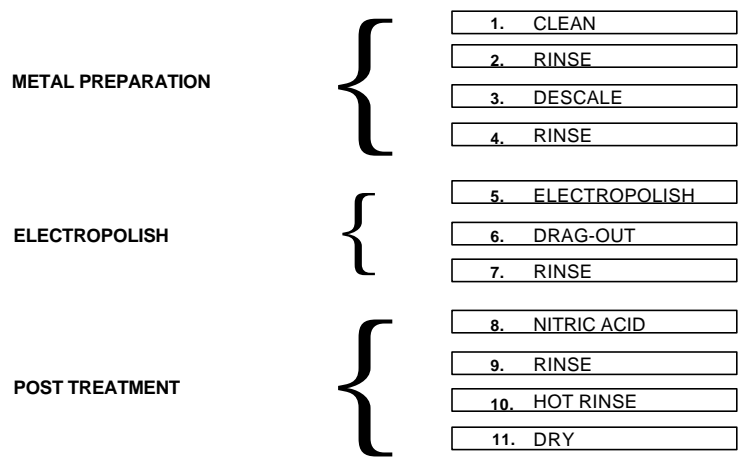 METAL PREPARATION
1. CLEAN
2. RINSE
3. DESCALE
4. RINSE
ELECTROPOLISH
5. ELECTROPOLISH
6. DRAG-OUT
7. RINSE
POST TREATMENT
8. NITRIC ACID
9. RINSE
10. HOT RINSE
11. DRY